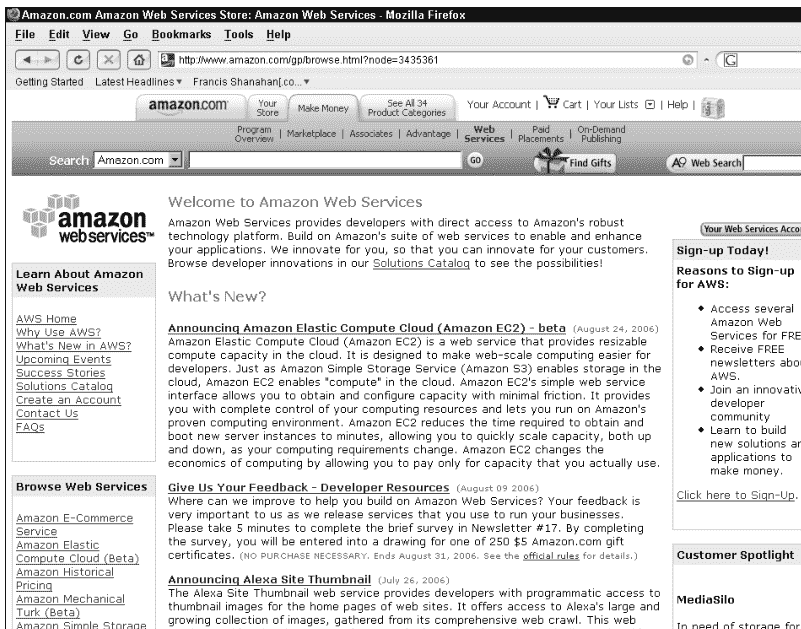 Amazon.com Amazon Web Services Store: Amazon Web Services - Mozilla Firefox
File Edit View Go Bookmarks Tools Help
http://www.amazon.com/gp/browse.html?node=3435361
G
Getting Started Latest Headlines Francis Shanahan[.co...
amazon.com
Your Store
Make Money
See All 34 Product Categories
Your Account | Cart | Your Lists | Help |
Program Overview | Marketplace | Associates | Advantage | Web Services | Paid Placements | On-Demand Publishing
Search Amazon.com GO Find Gifts A9 Web Search
amazon
webservices™
Learn About Amazon
Web Services
AWS Home
Why Use AWS?
What's New in AWS?
Upcoming Events
Success Stories
Solutions Catalog
Create an Account
Contact Us
FAQs
Browse Web Services
Amazon E-Commerce
Service
Amazon Elastic
Compute Cloud (Beta)
Amazon Historical
Pricing
Amazon Mechanical
Turk (Beta)
Amazon Simple Storage
Welcome to Amazon Web Services
Amazon Web Services provides developers with direct access to Amazon's robust
technology platform. Build on Amazon's suite of web services to enable and enhance
your applications. We innovate for you, so that you can innovate for your customers.
Browse developer innovations in our Solutions Catalog to see the possibilities!
What's New?
Announcing Amazon Elastic Compute Cloud (Amazon EC2) - beta (August 24, 2006)
Amazon Elastic Compute Cloud (Amazon EC2) is a web service that provides resizable
compute capacity in the cloud. It is designed to make web-scale computing easier for
developers. Just as Amazon Simple Storage Service (Amazon S3) enables storage in the
cloud, Amazon EC2 enables "compute" in the cloud. Amazon EC2's simple web service
interface allows you to obtain and configure capacity with minimal friction. It provides
you with complete control of your computing resources and lets you run on Amazon's
proven computing environment. Amazon EC2 reduces the time required to obtain and
boot new server instances to minutes, allowing you to quickly scale capacity, both up
and down, as your computing requirements change. Amazon EC2 changes the
economics of computing by allowing you to pay only for capacity that you actually use.
Give Us Your Feedback - Developer Resources (August 09 2006)
Where can we improve to help you build on Amazon Web Services? Your feedback is
very important to us as we release services that you use to run your businesses.
Please take 5 minutes to complete the brief survey in Newsletter #17. By completing
the survey, you will be entered into a drawing for one of 250 $5 Amazon.com gift
certificates. (NO PURCHASE NECESSARY. Ends August 31, 2006. See the official rules for details.)
Announcing Alexa Site Thumbnail (July 26, 2006)
The Alexa Site Thumbnail web service provides developers with programmatic access to
thumbnail images for the home pages of web sites. It offers access to Alexa's large and
growing collection of images, gathered from its comprehensive web crawl. This web
Your Web Services Acco
Sign-up Today!
Reasons to Sign-up
for AWS:
Access several
Amazon Web
Services for FRE
Receive FREE
newsletters abou
AWS.
Join an innovativ
developer
community
Learn to build
new solutions an
applications to
make money.
Click here to Sign-Up.
Customer Spotlight
MediaSilo
In need of storage for